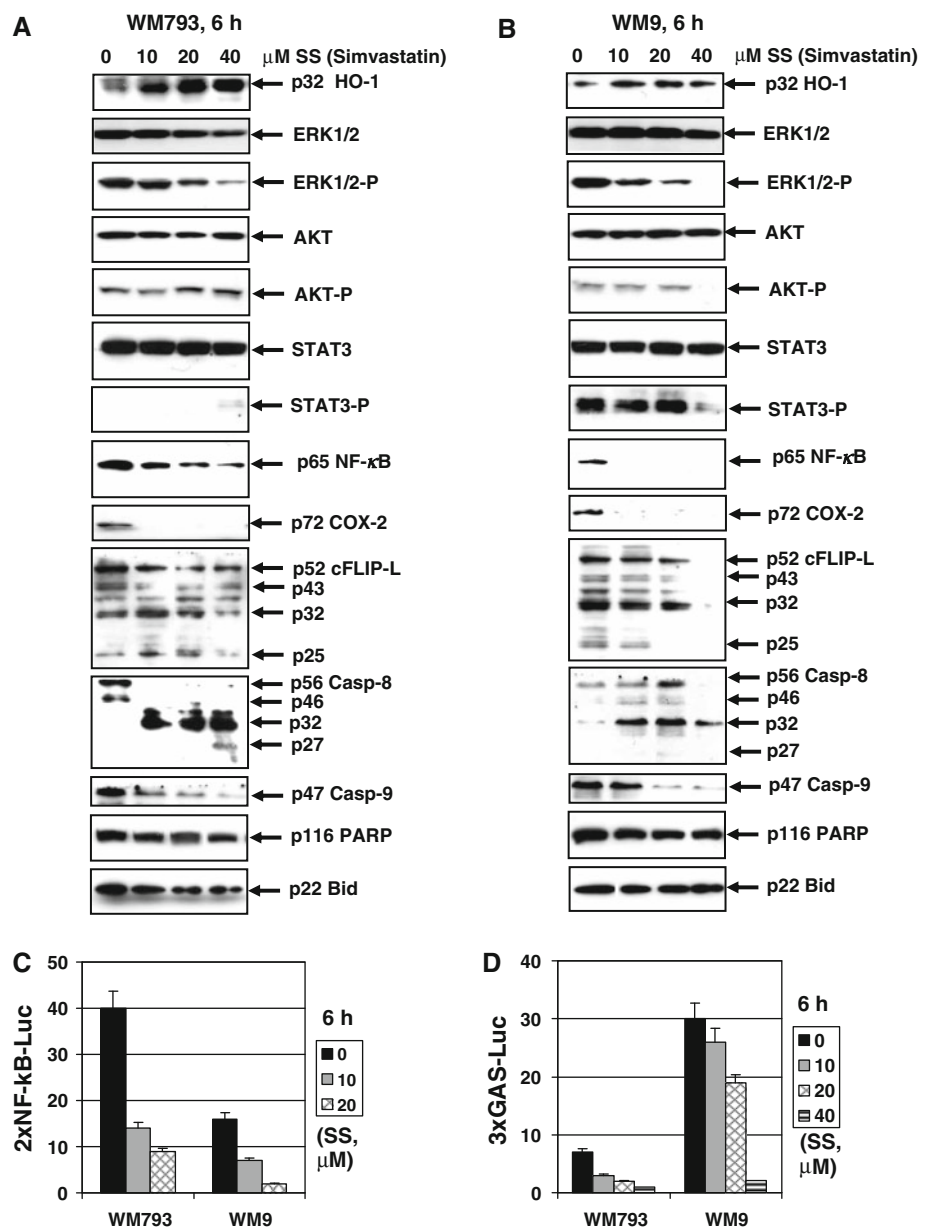 A
WM793, 6 h
0 10 20 40 μM SS (Simvastatin)
p32 HO-1
ERK1/2
ERK1/2-P
AKT
AKT-P
STAT3
STAT3-P
p65 NF-κB
p72 COX-2
p52 cFLIP-L
p43
p32
p25
p56 Casp-8
p46
p32
p27
p47 Casp-9
p116 PARP
p22 Bid
B
WM9, 6 h
0 10 20 40 μM SS (Simvastatin)
p32 HO-1
ERK1/2
ERK1/2-P
AKT
AKT-P
STAT3
STAT3-P
p65 NF-κB
p72 COX-2
p52 cFLIP-L
p43
p32
p25
p56 Casp-8
p46
p32
p27
p47 Casp-9
p116 PARP
p22 Bid
C
2xNF-kB-Luc
50
40
30
20
10
0
WM793 WM9
6 h
0
10
20
(SS,
μM)
D
3xGAS-Luc
40
30
20
10
0
WM793 WM9
6 h
0
10
20
40
(SS,
μM)